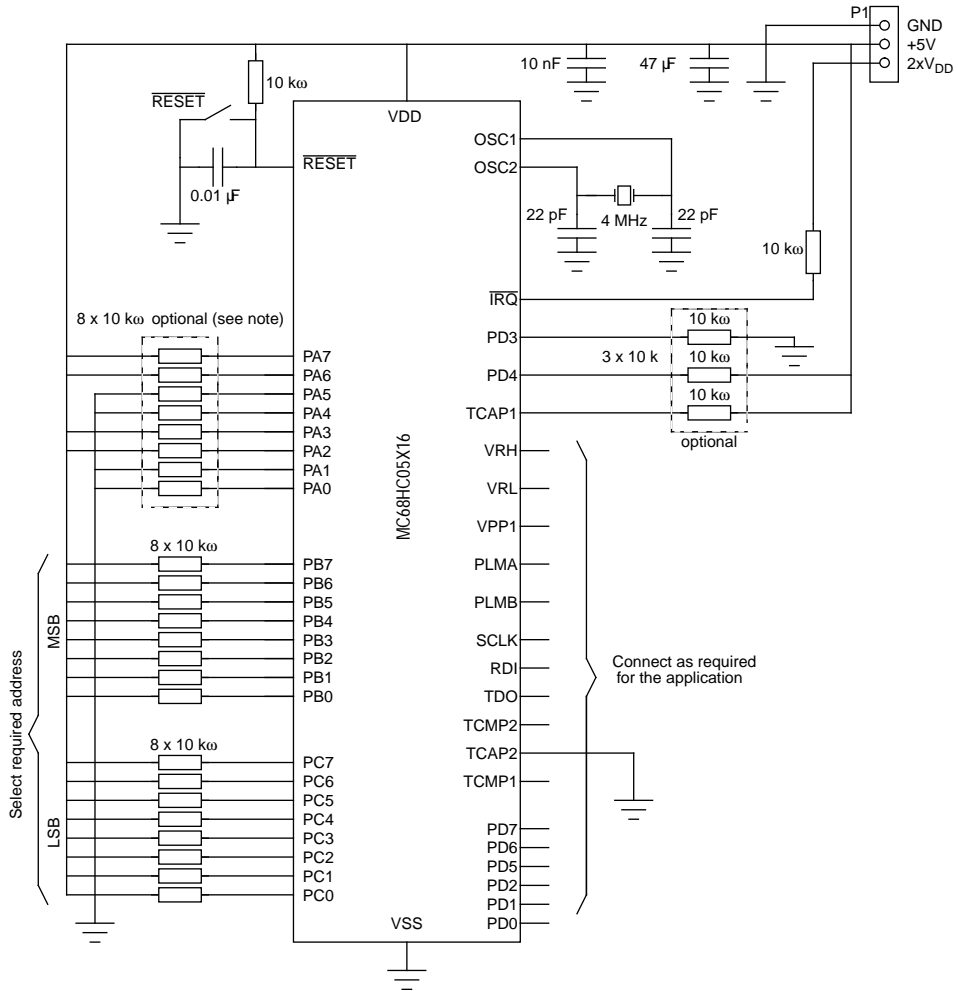 P1
GND
+5V
2xVDD
10 nF
47 µF
10 kω
RESET
0.01 µF
VDD
RESET
OSC1
OSC2
22 pF
4 MHz
22 pF
10 kω
IRQ
8 x 10 kω optional (see note)
PA7
PA6
PA5
PA4
PA3
PA2
PA1
PA0
PD3
PD4
TCAP1
3 x 10 k
10 kω
10 kω
10 kω
optional
MC68HC05X16
VRH
VRL
VPP1
PLMA
PLMB
SCLK
RDI
TDO
TCMP2
TCAP2
TCMP1
PD7
PD6
PD5
PD2
PD1
PD0
Connect as required
for the application
8 x 10 kω
PB7
PB6
PB5
PB4
PB3
PB2
PB1
PB0
MSB
Select required address
LSB
8 x 10 kω
PC7
PC6
PC5
PC4
PC3
PC2
PC1
PC0
VSS